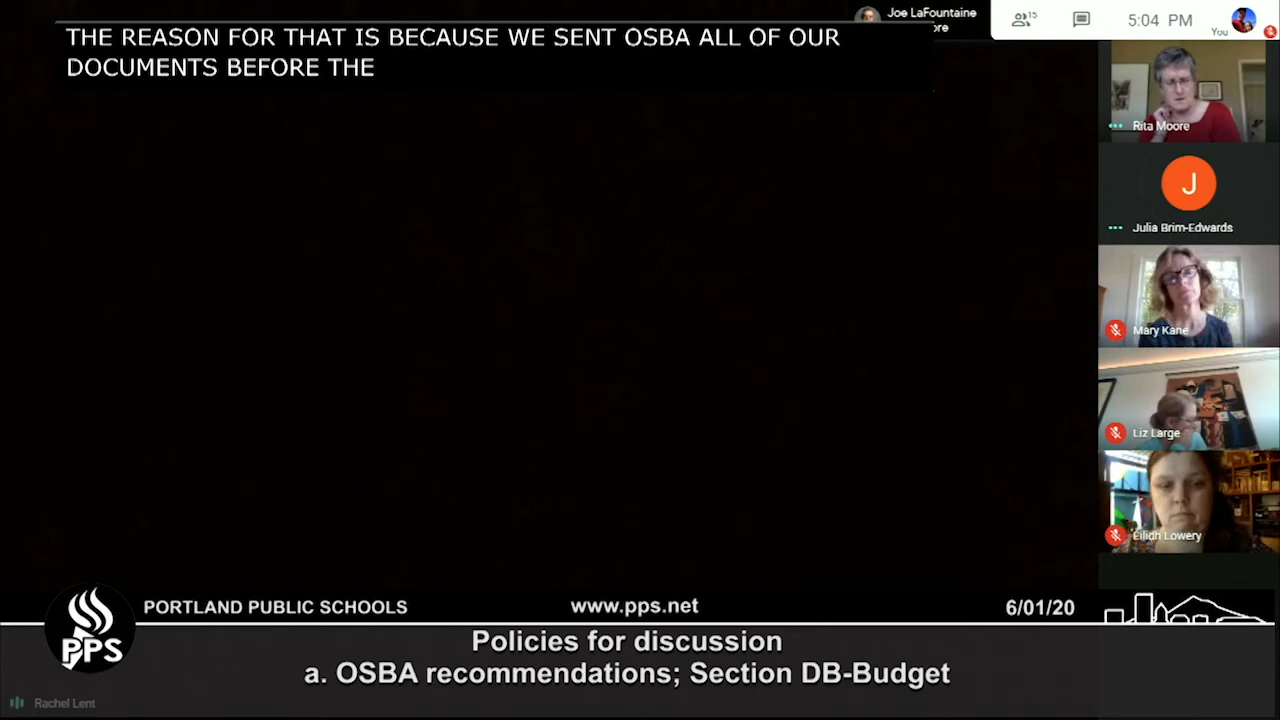 THE REASON FOR THAT IS BECAUSE WE SENT OSBA ALL OF OUR
DOCUMENTS BEFORE THE
Joe LaFountaine
ore
15
5:04 PM
You
Rita Moore
J
Julia Brim-Edwards
Mary Kane
Liz Large
Eilidh Lowery
PORTLAND PUBLIC SCHOOLS
www.pps.net
6/01/20
PPS
Policies for discussion
a. OSBA recommendations; Section DB-Budget
Rachel Lent